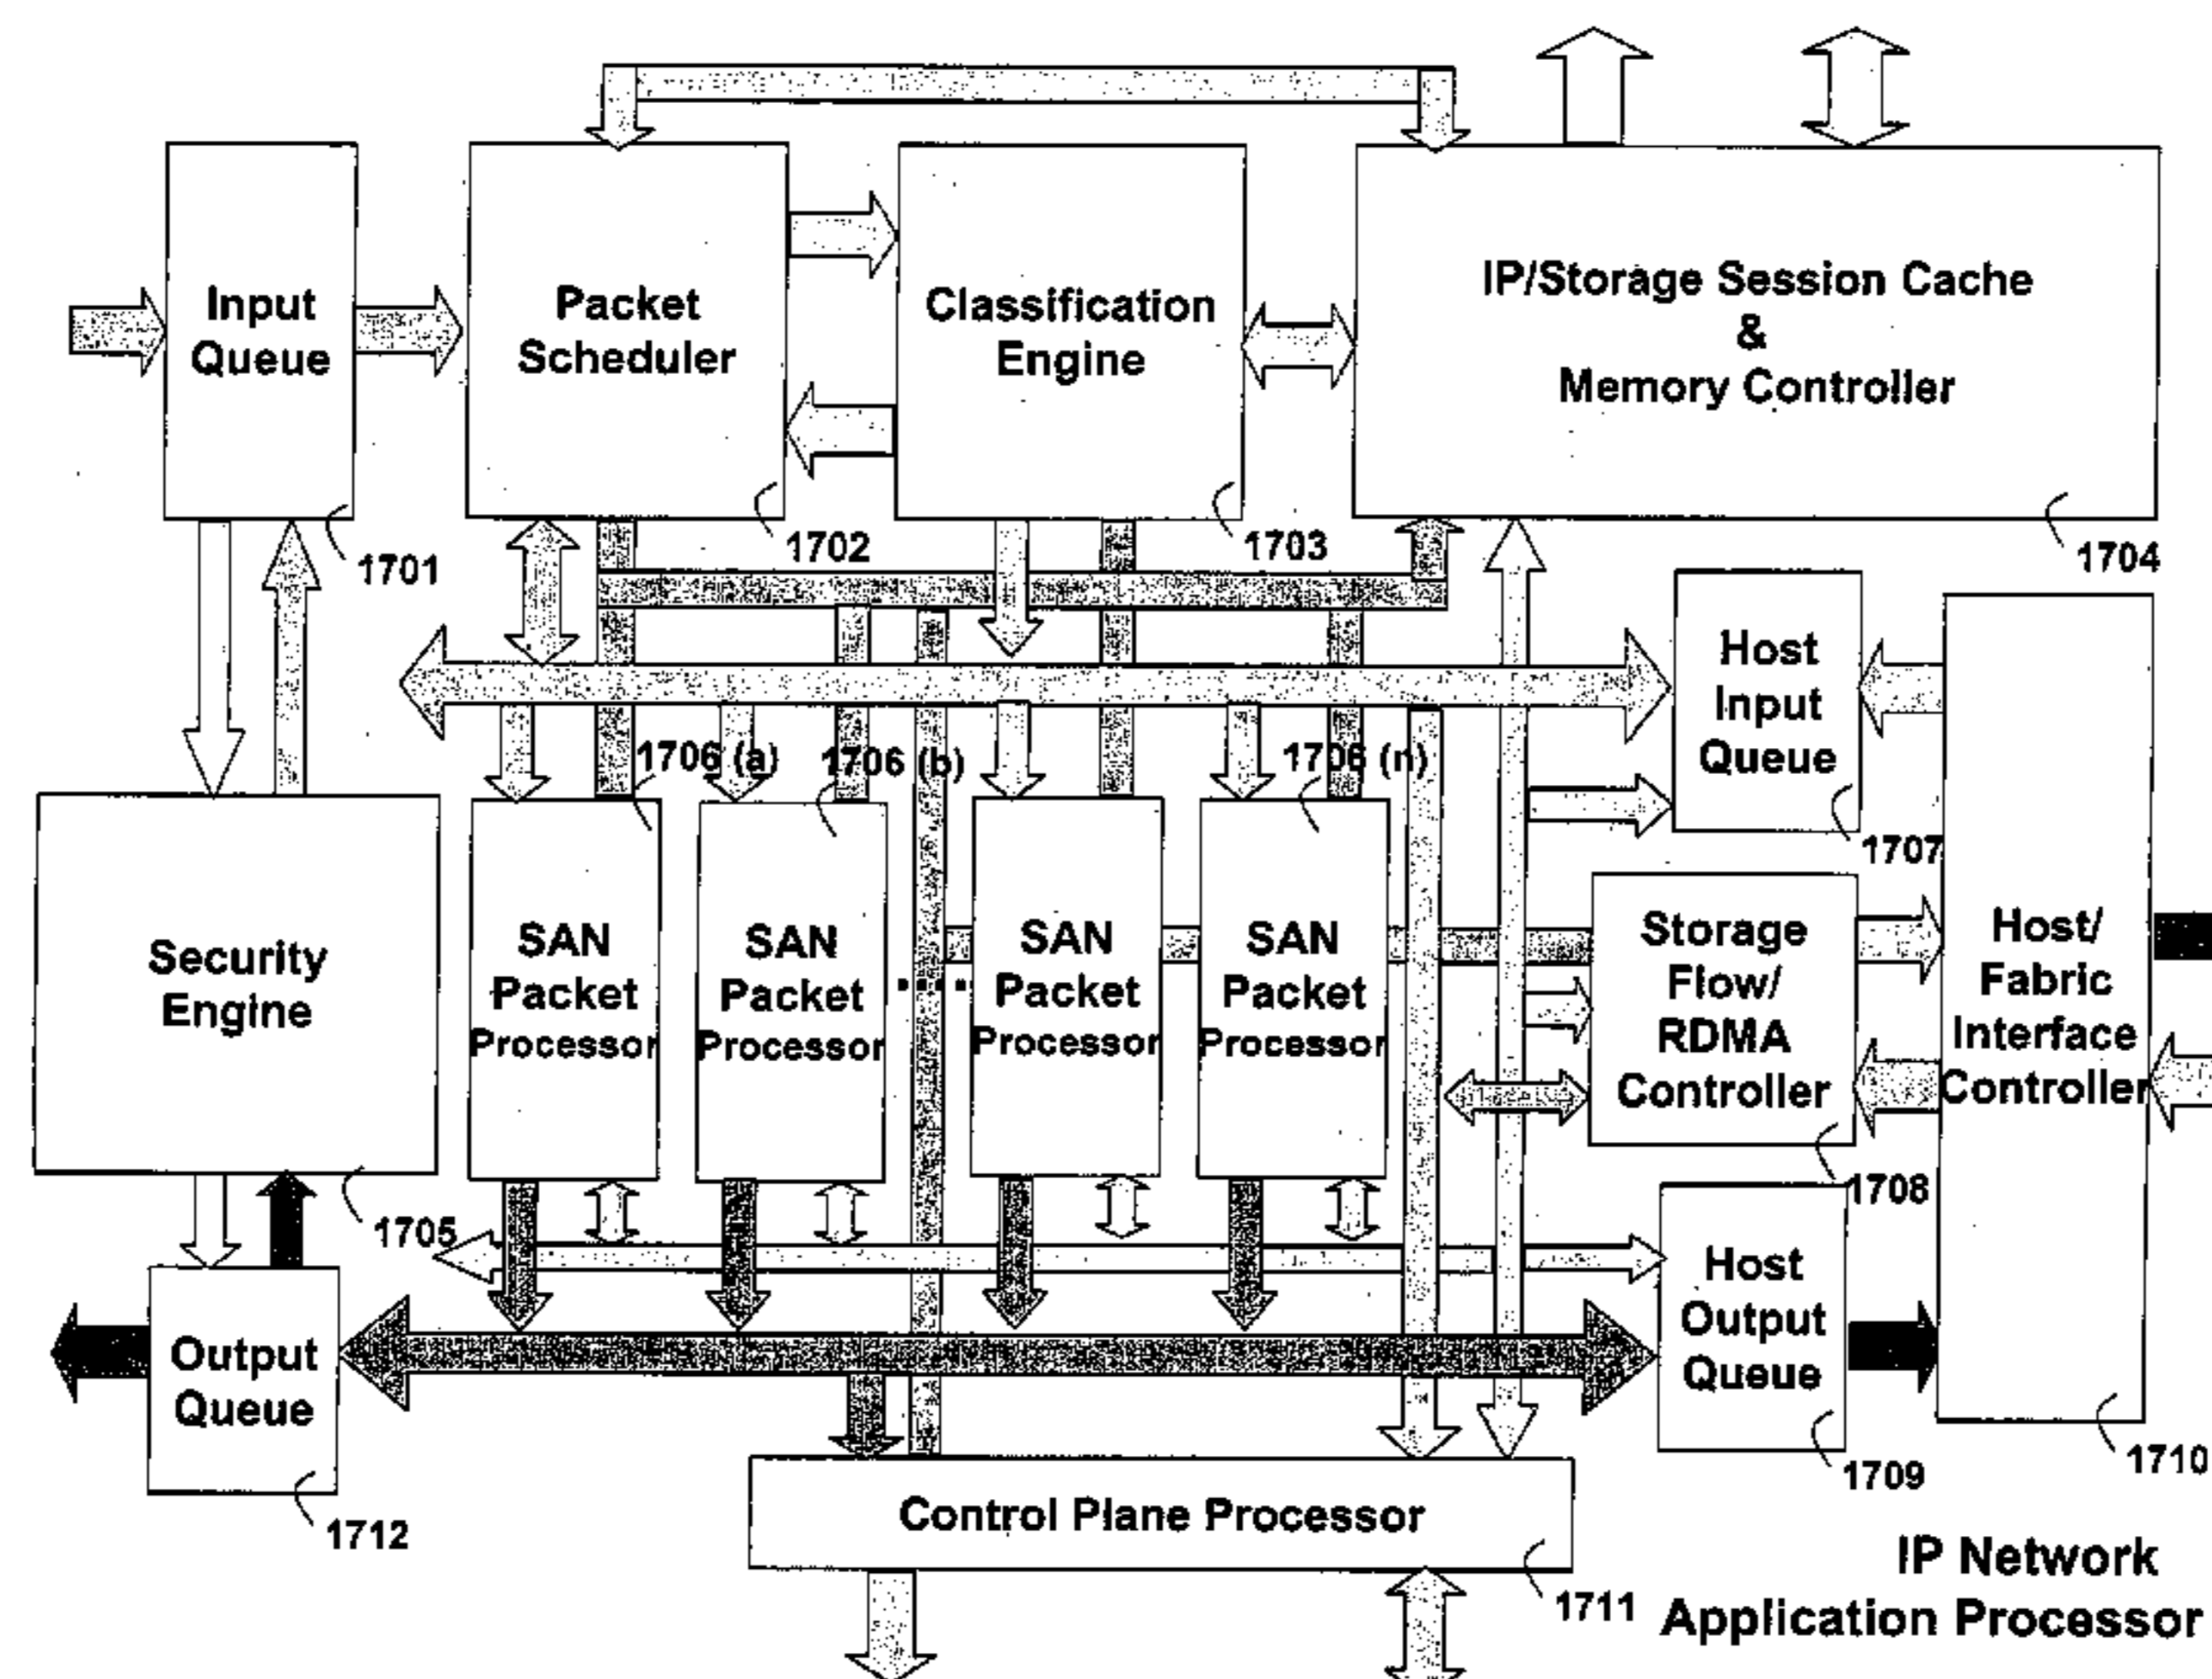 Input
Queue
1701
Packet
Scheduler
1702
Classification
Engine
1703
IP/Storage Session Cache
&
Memory Controller
1704
Security
Engine
1705
1706 (a)
SAN
Packet
Processor
1706 (b)
SAN
Packet
Processor
....
SAN
Packet
Processor
1706 (n)
SAN
Packet
Processor
Host
Input
Queue
1707
Storage
Flow/
RDMA
Controller
1708
Host
Output
Queue
1709
Host/
Fabric
Interface
Controller
1710
Output
Queue
1712
Control Plane Processor
1711
IP Network
Application Processor